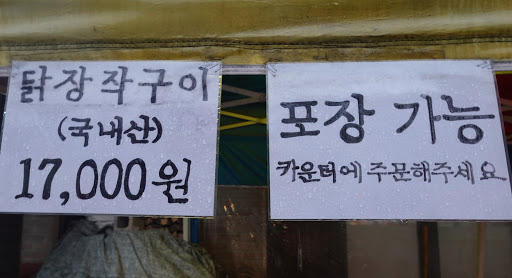 닭장작구이
(국내산)
17,000원
포장 가능
카운터에 주문해주세요